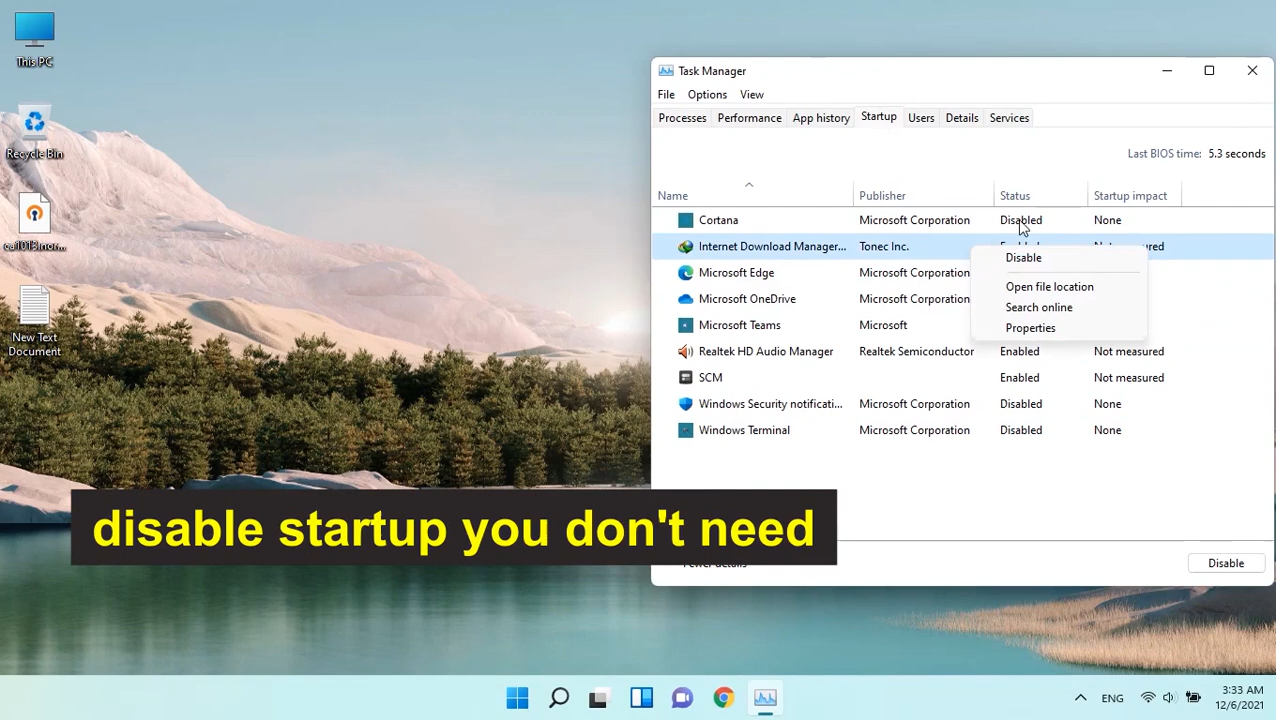 This PC
Recycle Bin
ca1013.nor...
New Text
Document
Task Manager
File Options View
Processes Performance App history Startup Users Details Services
Last BIOS time: 5.3 seconds
Name Publisher Status Startup impact
Cortana Microsoft Corporation Disabled None
Internet Download Manager... Tonec Inc.
Microsoft Edge Microsoft Corporation
Microsoft OneDrive Microsoft Corporation
Microsoft Teams Microsoft
Realtek HD Audio Manager Realtek Semiconductor Enabled Not measured
SCM Enabled Not measured
Windows Security notificati... Microsoft Corporation Disabled None
Windows Terminal Microsoft Corporation Disabled None
Disable
Open file location
Search online
Properties
disable startup you don't need
Fewer details Disable
ENG 3:33 AM
12/6/2021